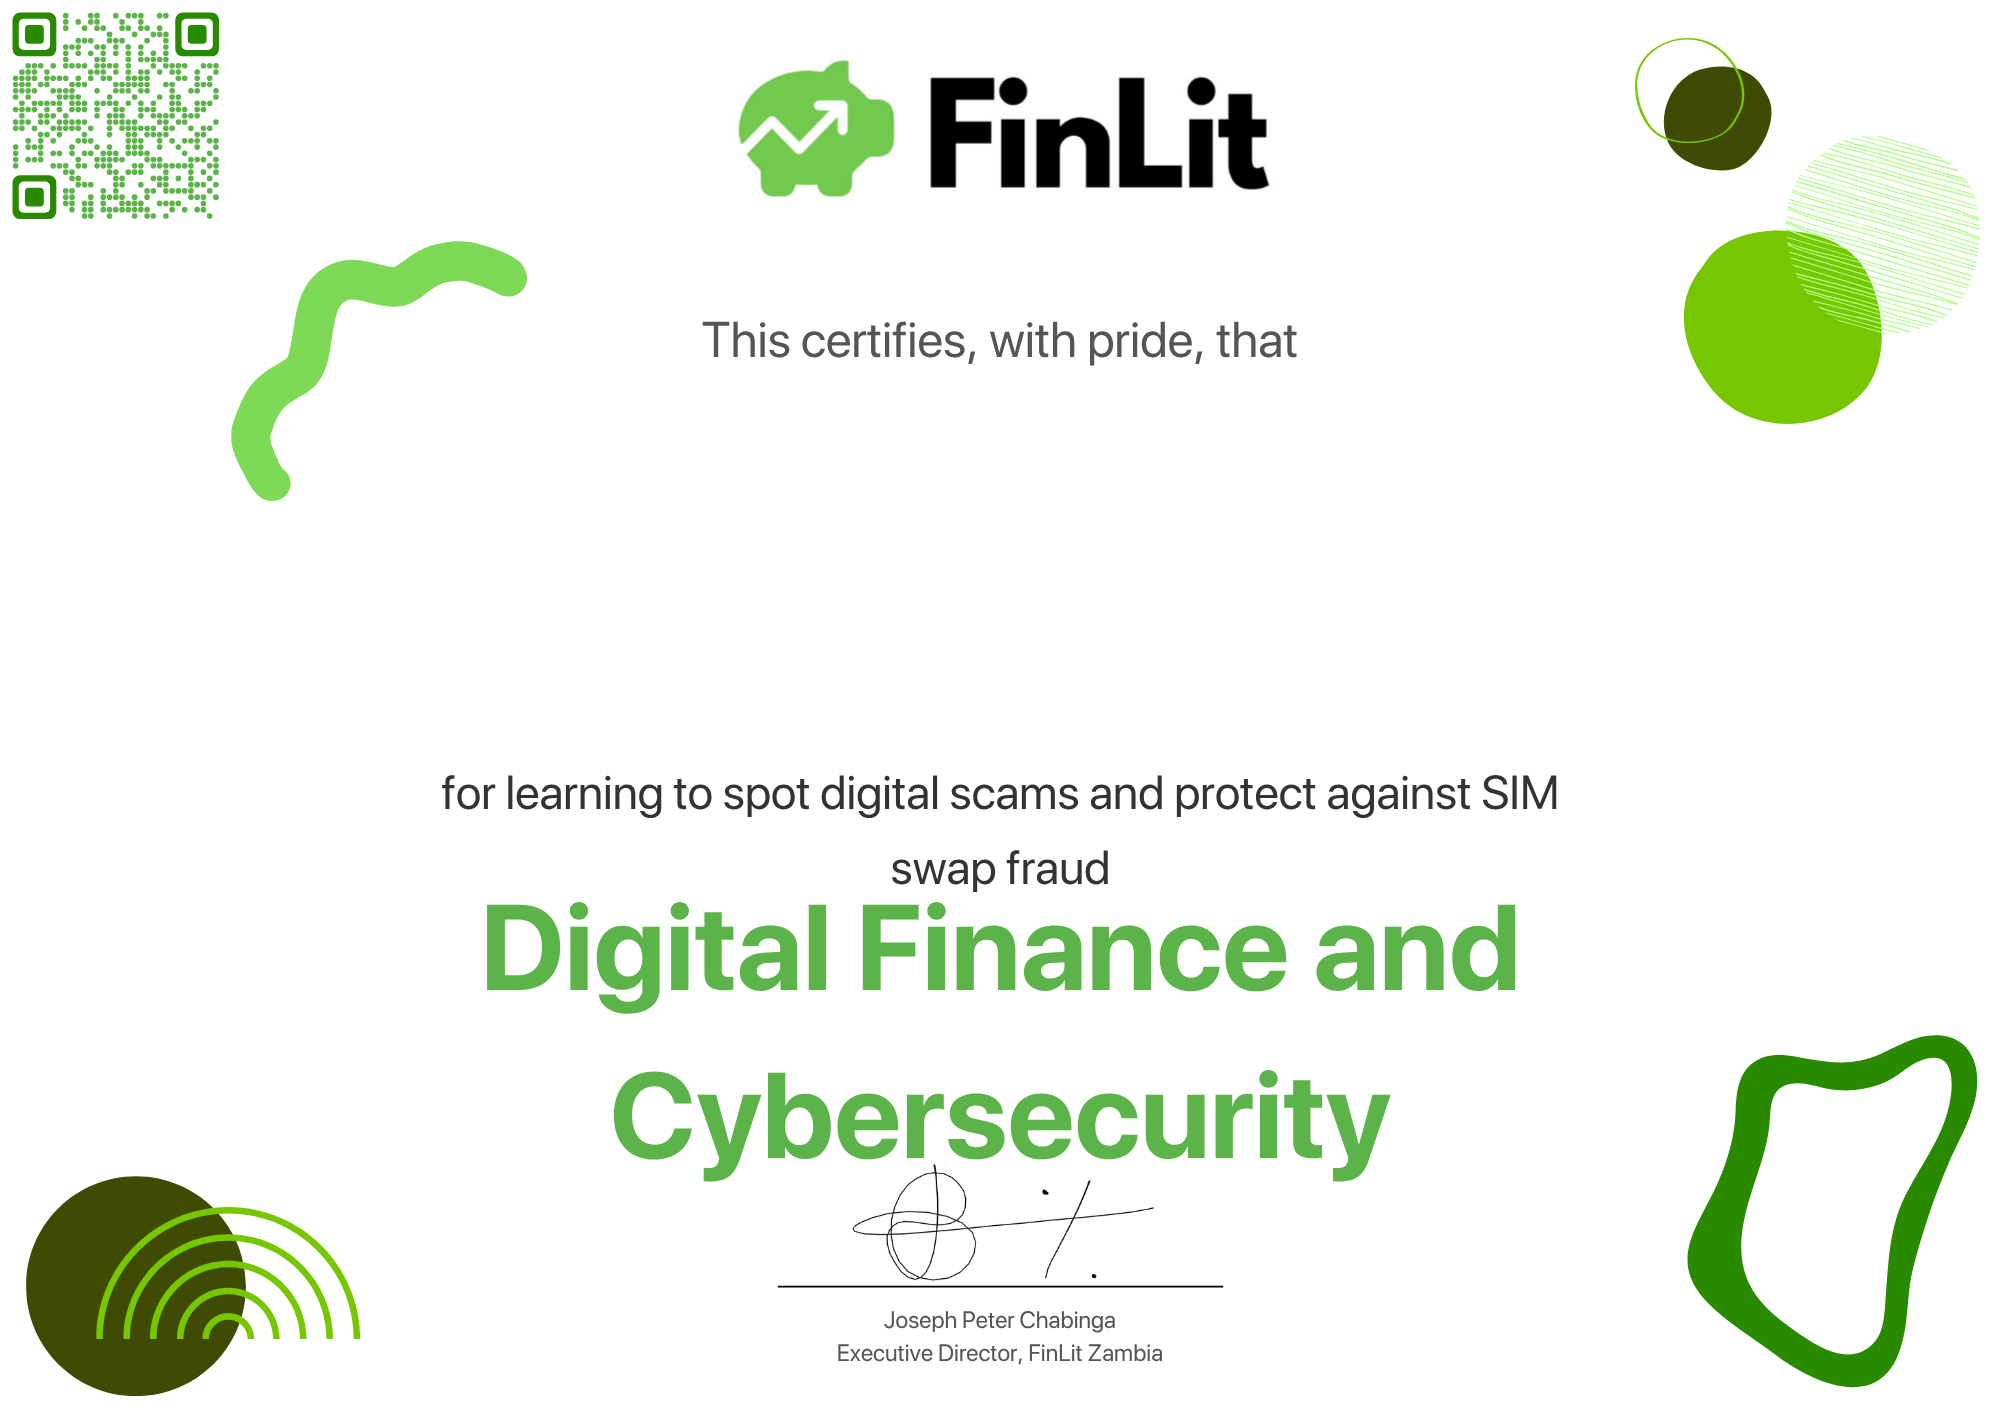 FinLit
This certifies, with pride, that
for learning to spot digital scams and protect against SIM
swap fraud
Digital Finance and
Cybersecurity
Joseph Peter Chabinga
Executive Director, FinLit Zambia